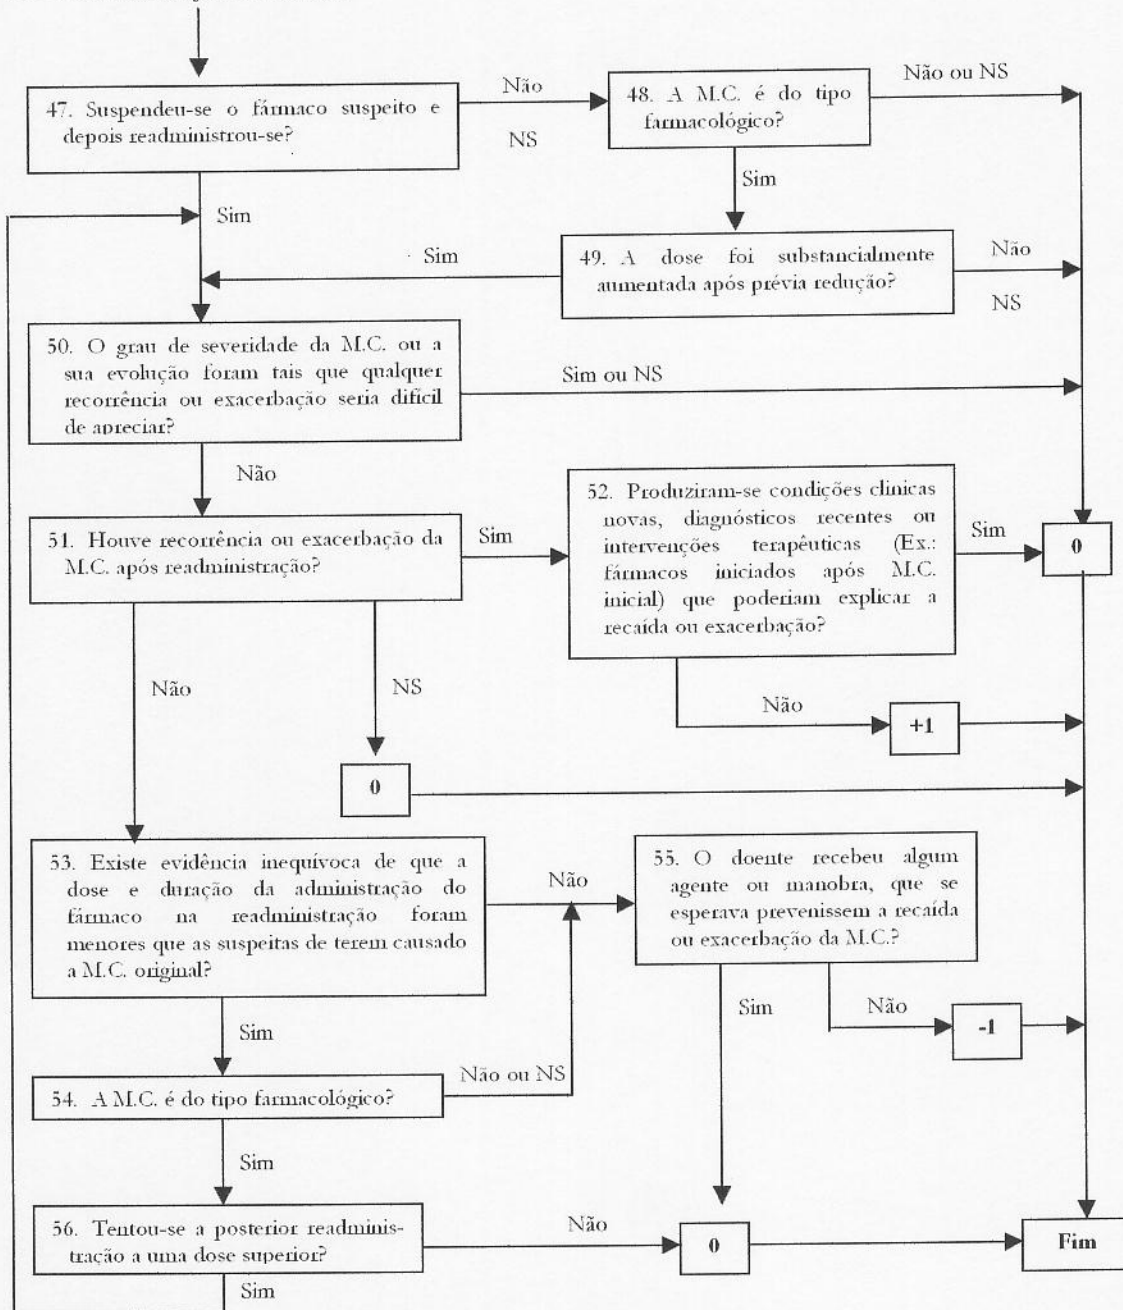 47. Suspendeu-se o fármaco suspeito e
depois readministrou-se?
Não
NS
48. A M.C. é do tipo
farmacológico?
Não ou NS
Sim
Sim
49. A dose foi substancialmente
aumentada após prévia redução?
Sim
Não
NS
50. O grau de severidade da M.C. ou a
sua evolução foram tais que qualquer
recorrência ou exacerbação seria difícil
de apreciar?
Sim ou NS
Não
51. Houve recorrência ou exacerbação da
M.C. após readministração?
Sim
52. Produziram-se condições clinicas
novas, diagnósticos recentes ou
intervenções terapêuticas (Ex.:
fármacos iniciados após M.C.
inicial) que poderiam explicar a
recaída ou exacerbação?
Sim
0
Não
NS
Não
+1
0
53. Existe evidência inequívoca de que a
dose e duração da administração do
fármaco na readministração foram
menores que as suspeitas de terem causado
a M.C. original?
Não
55. O doente recebeu algum
agente ou manobra, que se
esperava prevenissem a recaída
ou exacerbação da M.C.?
Sim
Sim
Não
-1
54. A M.C. é do tipo farmacológico?
Não ou NS
Sim
56. Tentou-se a posterior readminis-
tração a uma dose superior?
Não
0
Fim
Sim